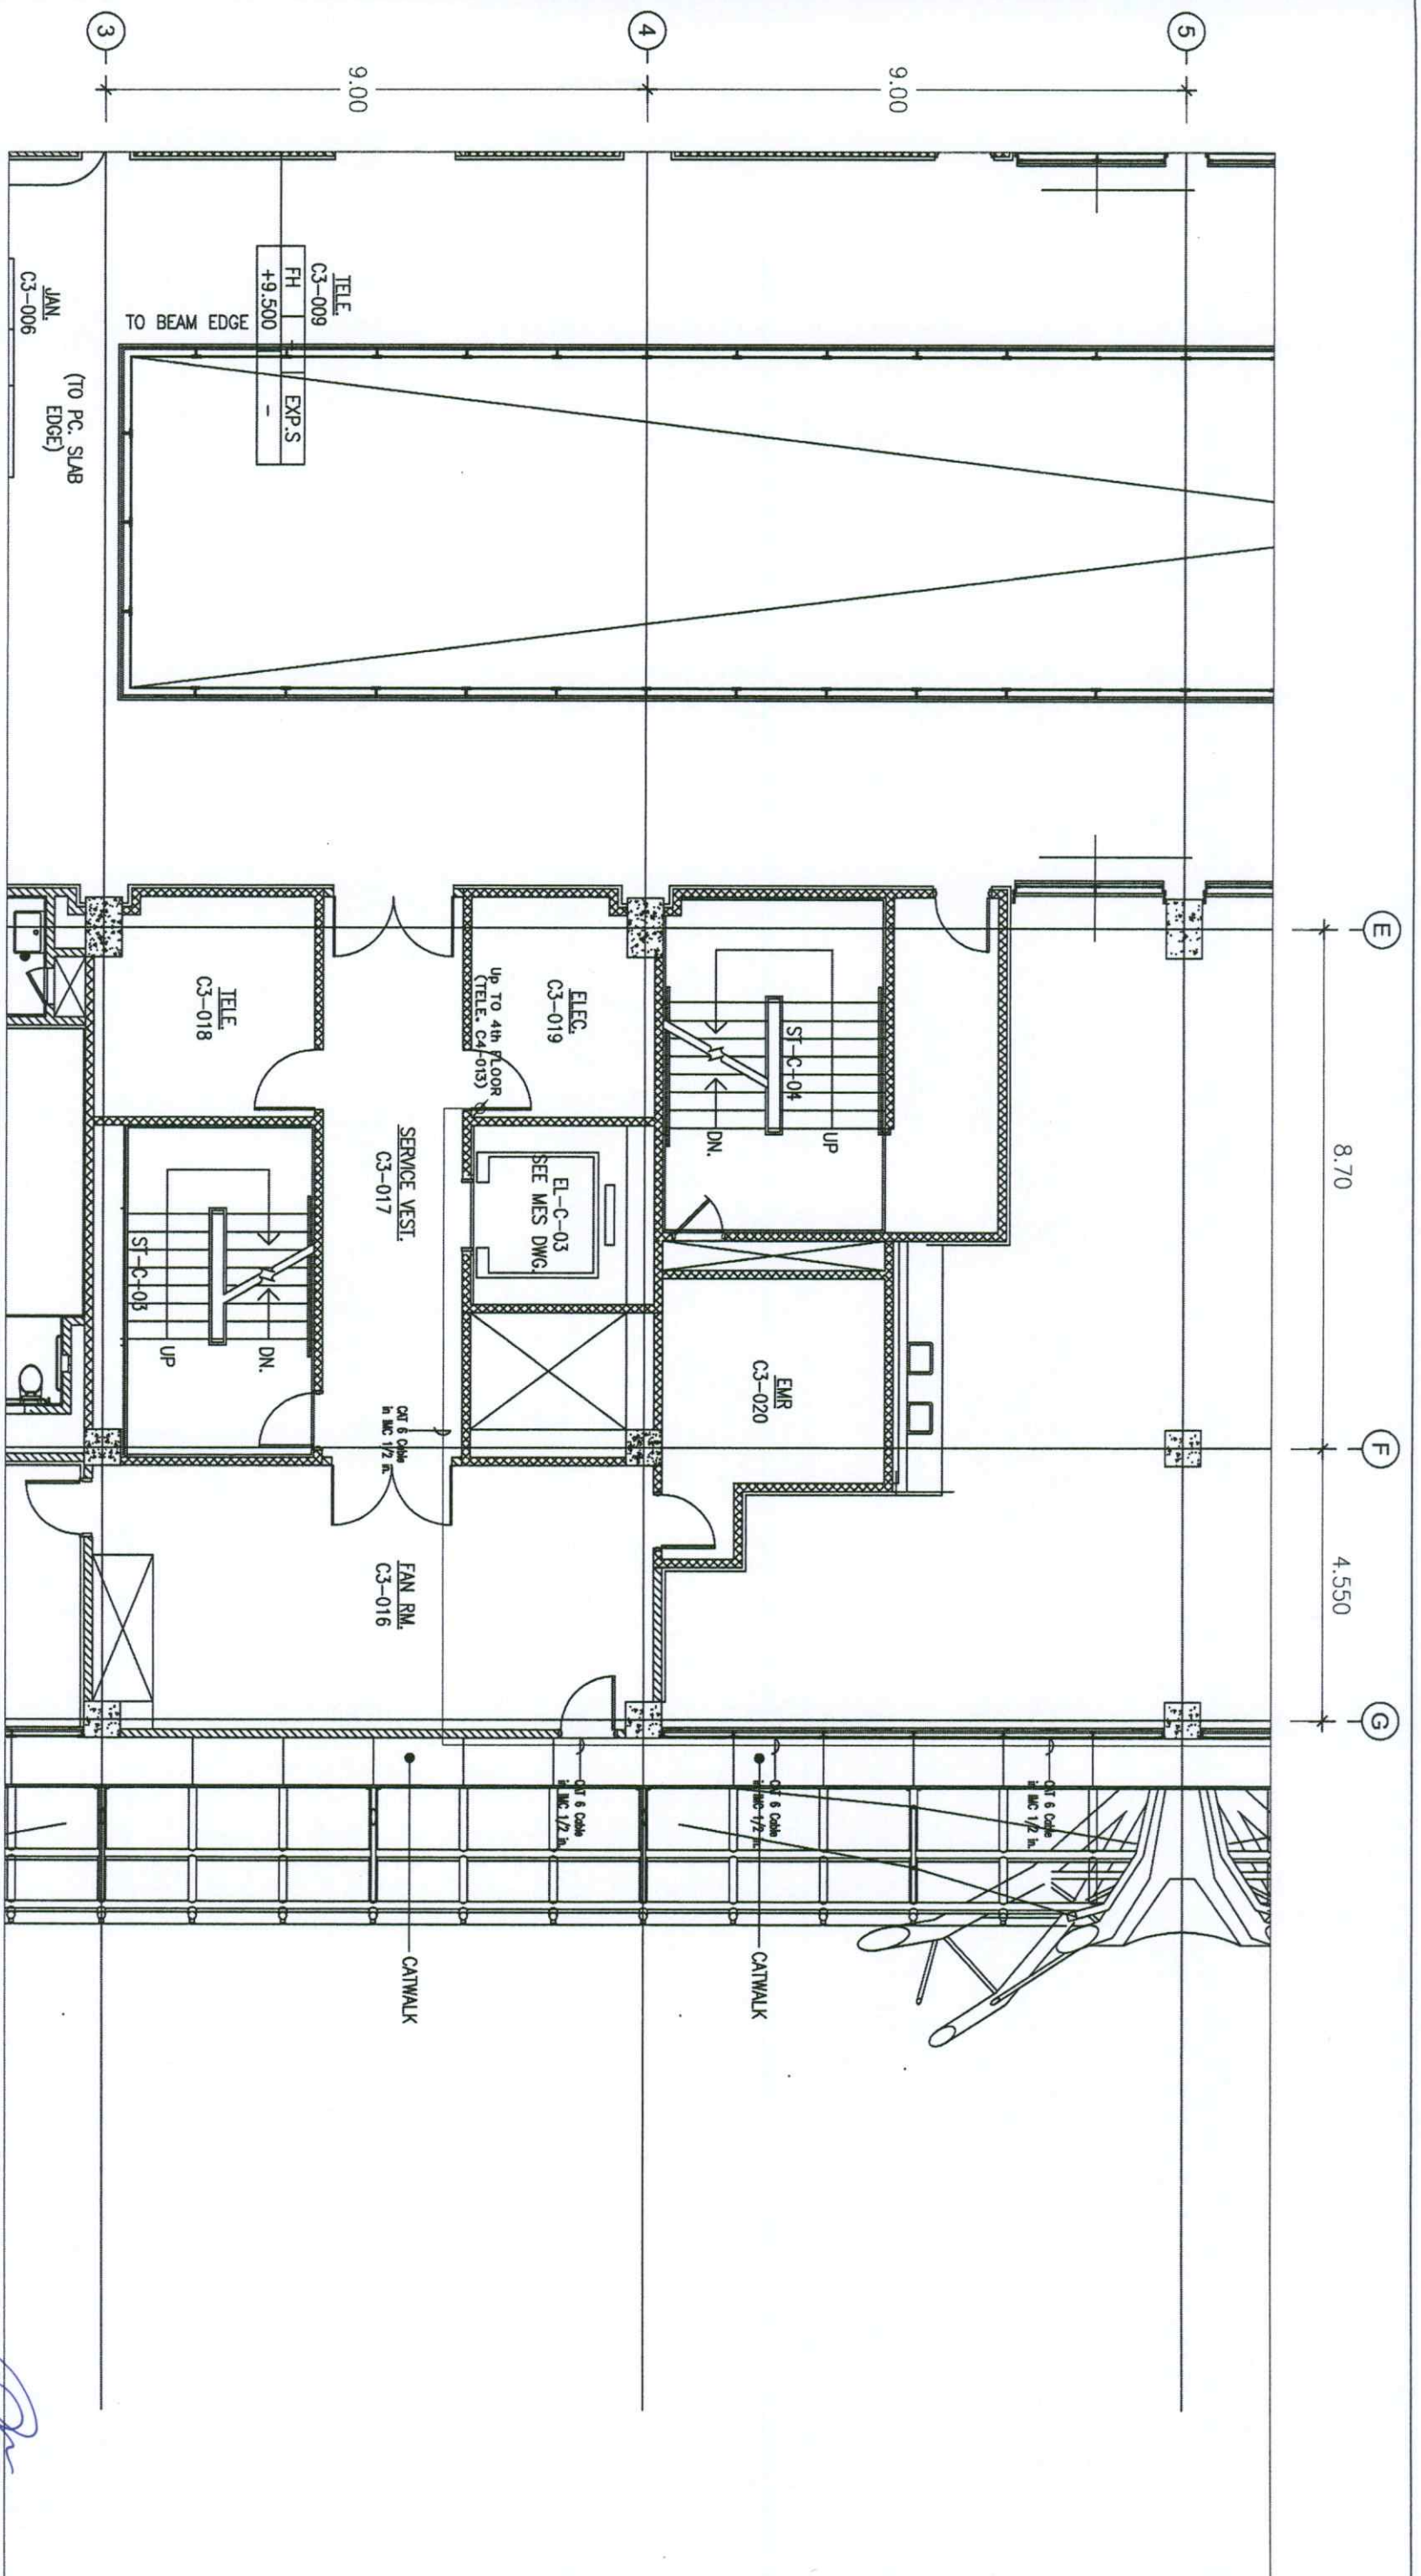 3
4
5
9.00
9.00
E
F
G
8.70
4.550
TELE.
C3-009
FH - EXP.S
+9.500 -
TO BEAM EDGE
JAN.
C3-006
(TO PC. SLAB
EDGE)
TELE.
C3-018
ELEC.
C3-019
Up TO 4th FLOOR
(TELE. C4-013)
ST-C-04
UP
DN.
SERVICE VEST.
C3-017
EL-C-03
SEE MES DWG.
ST-C-03
DN.
UP
EMR
C3-020
CAT 6 Cable
in IMC 1/2 in.
FAN RM.
C3-016
CAT 6 Cable
in IMC 1/2 in.
CAT 6 Cable
in IMC 1/2 in.
CAT 6 Cable
in IMC 1/2 in.
CATWALK
CATWALK